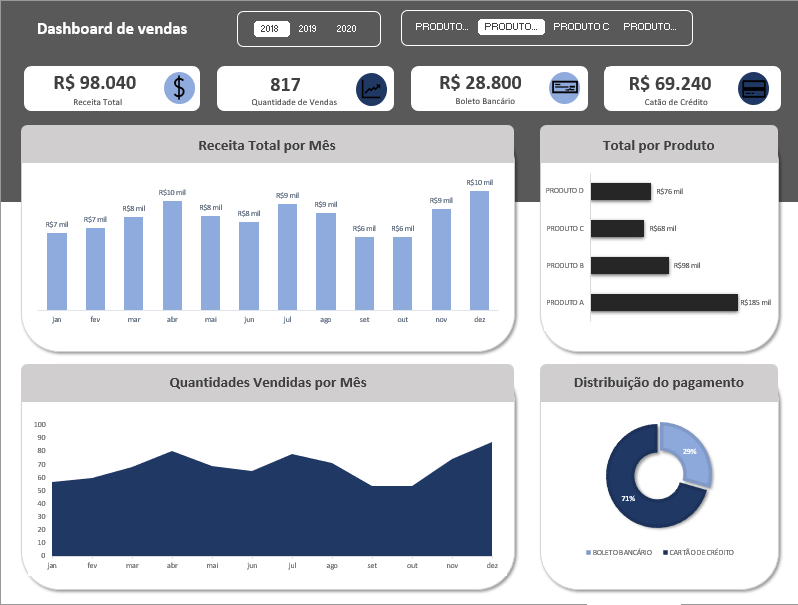 Dashboard de vendas
2018 2019 2020
PRODUTO... PRODUTO... PRODUTO C PRODUTO...
R$ 98.040
Receita Total
817
Quantidade de Vendas
R$ 28.800
Boleto Bancário
R$ 69.240
Catão de Crédito
Receita Total por Mês
R$7 mil R$7 mil R$8 mil R$10 mil R$8 mil R$8 mil R$9 mil R$9 mil R$6 mil R$6 mil R$9 mil R$10 mil
jan fev mar abr mai jun jul ago set out nov dez
Total por Produto
PRODUTO D R$76 mil
PRODUTO C R$68 mil
PRODUTO B R$98 mil
PRODUTO A R$185 mil
Quantidades Vendidas por Mês
100
90
80
70
60
50
40
30
20
10
0
jan fev mar abr mai jun jul ago set out nov dez
Distribuição do pagamento
29%
71%
BOLETO BANCÁRIO CARTÃO DE CRÉDITO